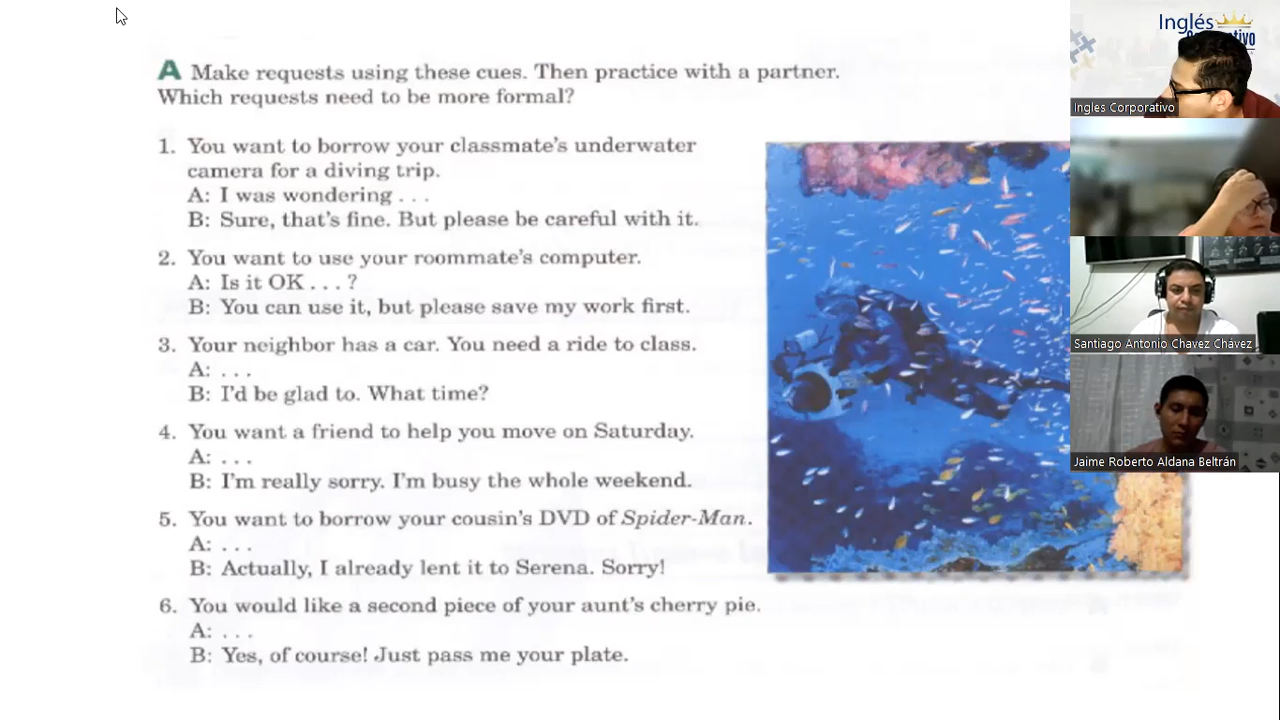 A Make requests using these cues. Then practice with a partner.
Which requests need to be more formal?
1. You want to borrow your classmate's underwater
camera for a diving trip.
A: I was wondering . . .
B: Sure, that's fine. But please be careful with it.
2. You want to use your roommate's computer.
A: Is it OK . . . ?
B: You can use it, but please save my work first.
3. Your neighbor has a car. You need a ride to class.
A: . . .
B: I'd be glad to. What time?
4. You want a friend to help you move on Saturday.
A: . . .
B: I'm really sorry. I'm busy the whole weekend.
5. You want to borrow your cousin's DVD of Spider-Man.
A: . . .
B: Actually, I already lent it to Serena. Sorry!
6. You would like a second piece of your aunt's cherry pie.
A: . . .
B: Yes, of course! Just pass me your plate.
Inglés
Ingles Corporativo
Santiago Antonio Chavez Chávez
Jaime Roberto Aldana Beltrán